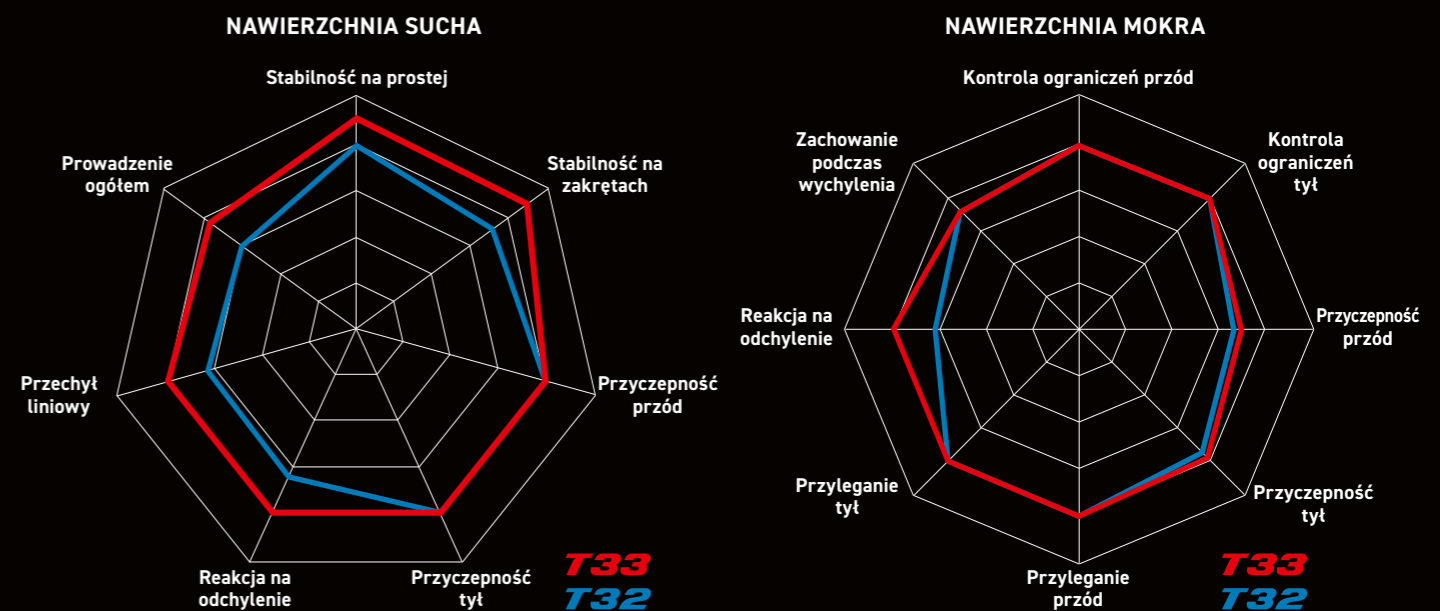 NAWIERZCHNIA SUCHA
Stabilność na prostej
Stabilność na
zakrętach
Przyczepność
przód
Przyczepność
tył
Reakcja na
odchylenie
Przechył
liniowy
Prowadzenie
ogółem
T33
T32
NAWIERZCHNIA MOKRA
Kontrola ograniczeń przód
Kontrola
ograniczeń
tył
Przyczepność
przód
Przyczepność
tył
Przyleganie
przód
Przyleganie
tył
Reakcja na
odchylenie
Zachowanie
podczas
wychylenia
T33
T32